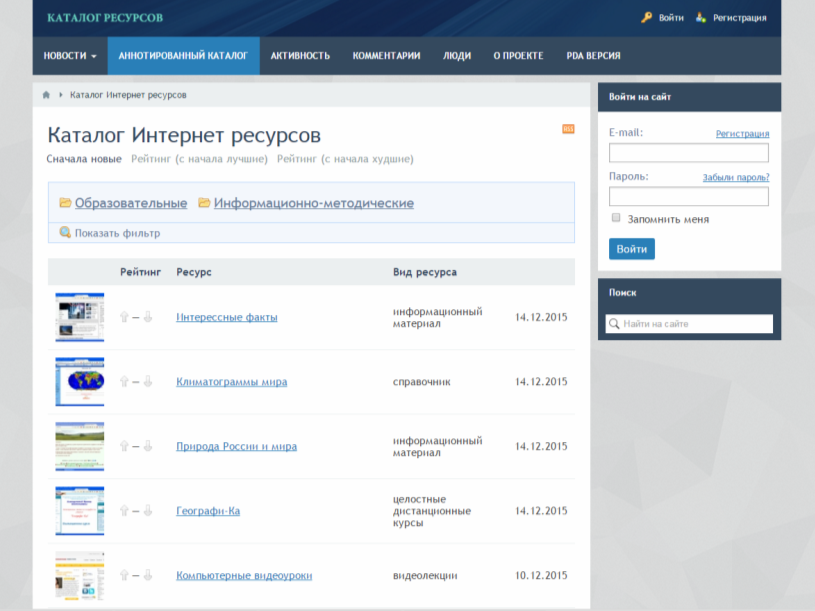 КАТАЛОГ РЕСУРСОВ
Войти Регистрация
НОВОСТИ АННОТИРОВАННЫЙ КАТАЛОГ АКТИВНОСТЬ КОММЕНТАРИИ ЛЮДИ О ПРОЕКТЕ PDA ВЕРСИЯ
Каталог Интернет ресурсов
Каталог Интернет ресурсов
RSS
Сначала новые Рейтинг (с начала лучшие) Рейтинг (с начала худшие)
Образовательные Информационно-методические
Показать фильтр
Рейтинг Ресурс Вид ресурса
Интерессные факты информационный материал 14.12.2015
Климатограммы мира справочник 14.12.2015
Природа России и мира информационный материал 14.12.2015
Географи-Ка целостные дистанционные курсы 14.12.2015
Компьютерные видеоуроки видеолекции 10.12.2015
Войти на сайт
E-mail: Регистрация
Пароль: Забыли пароль?
Запомнить меня
Войти
Поиск
Найти на сайте